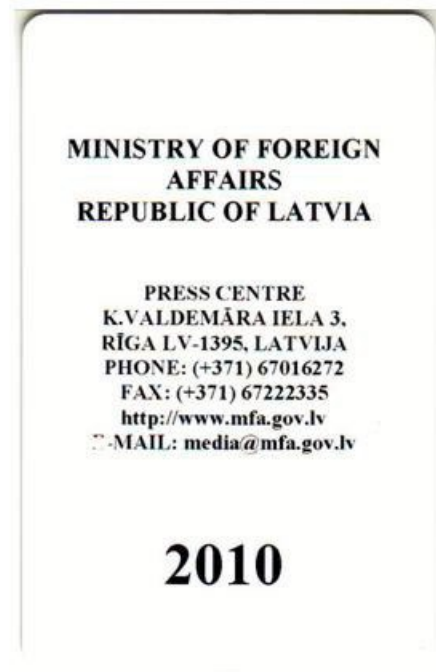 MINISTRY OF FOREIGN
AFFAIRS
REPUBLIC OF LATVIA
PRESS CENTRE
K.VALDEMĀRA IELA 3,
RĪGA LV-1395, LATVIJA
PHONE: (+371) 67016272
FAX: (+371) 67222335
http://www.mfa.gov.lv
-MAIL: media@mfa.gov.lv
2010